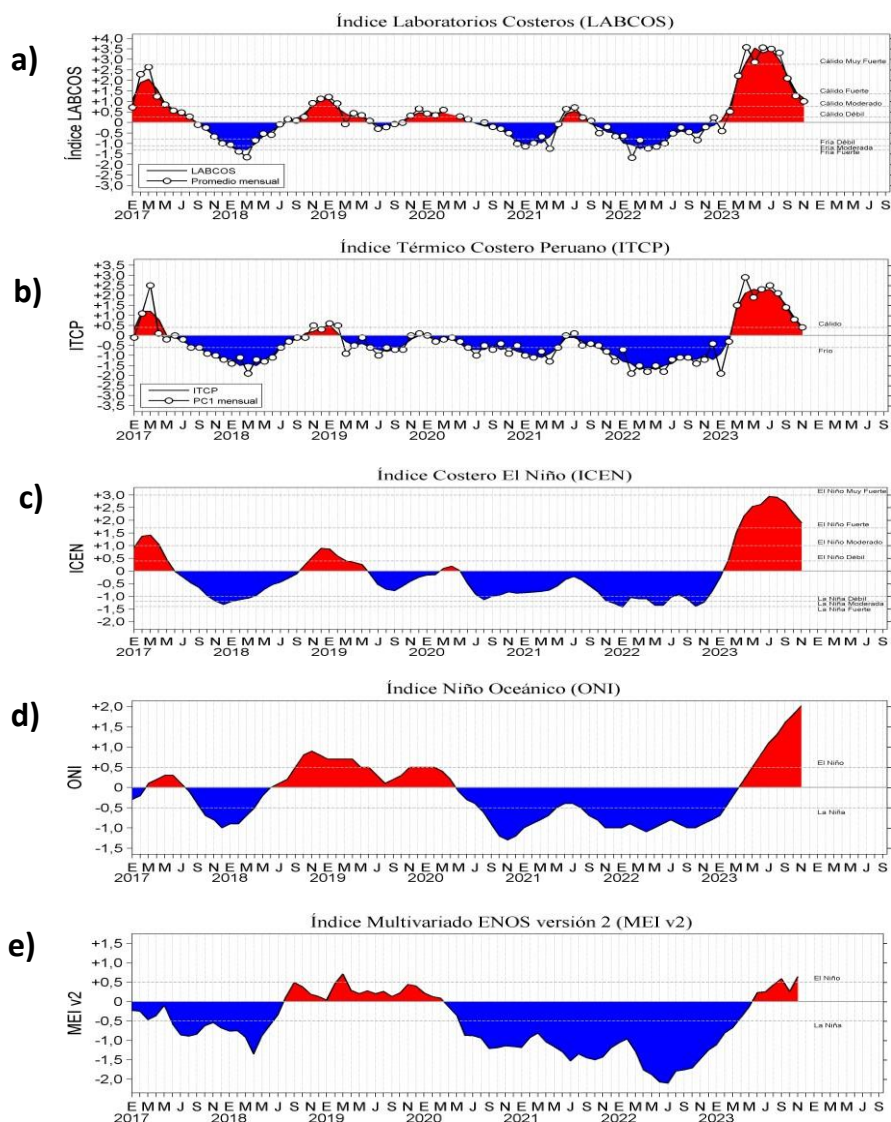 Índice Laboratorios Costeros (LABCOS)
a)
Índice LABCOS
+4,0
+3,5
+3,0
+2,5
+2,0
+1,5
+1,0
+0,5
0
-0,5
-1,0
-1,5
-2,0
-2,5
-3,0
Cálido Muy Fuerte
Cálido Fuerte
Cálido Moderado
Cálido Débil
Fría Débil
Fría Moderada
Fría Fuerte
LABCOS
Promedio mensual
E M M J S N E M M J S N E M M J S N E M M J S N E M M J S N E M M J S N E M M J S N E M M J S
2017 2018 2019 2020 2021 2022 2023
Índice Térmico Costero Peruano (ITCP)
b)
ITCP
+3,5
+3,0
+2,5
+2,0
+1,5
+1,0
+0,5
0
-0,5
-1,0
-1,5
-2,0
-2,5
-3,0
-3,5
Cálido
Frío
ITCP
PC1 mensual
E M M J S N E M M J S N E M M J S N E M M J S N E M M J S N E M M J S N E M M J S N E M M J S
2017 2018 2019 2020 2021 2022 2023
Índice Costero El Niño (ICEN)
c)
ICEN
+3,0
+2,5
+2,0
+1,5
+1,0
+0,5
0
-0,5
-1,0
-1,5
-2,0
El Niño Muy Fuerte
El Niño Fuerte
El Niño Moderado
El Niño Débil
La Niña Débil
La Niña Moderada
La Niña Fuerte
E M M J S N E M M J S N E M M J S N E M M J S N E M M J S N E M M J S N E M M J S N E M M J S
2017 2018 2019 2020 2021 2022 2023
Índice Niño Oceánico (ONI)
d)
ONI
+2,0
+1,5
+1,0
+0,5
0
-0,5
-1,0
-1,5
El Niño
La Niña
E M M J S N E M M J S N E M M J S N E M M J S N E M M J S N E M M J S N E M M J S N E M M J S
2017 2018 2019 2020 2021 2022 2023
Índice Multivariado ENOS versión 2 (MEI v2)
e)
MEI v2
+1,5
+1,0
+0,5
0
-0,5
-1,0
-1,5
-2,0
El Niño
La Niña
E M M J S N E M M J S N E M M J S N E M M J S N E M M J S N E M M J S N E M M J S N E M M J S
2017 2018 2019 2020 2021 2022 2023